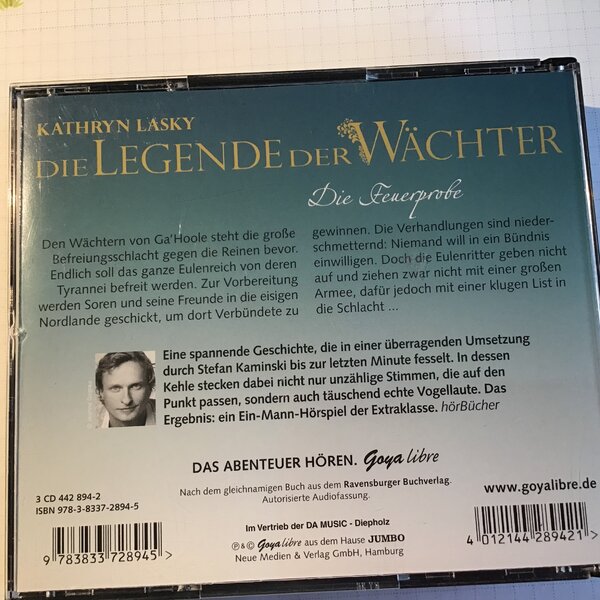 KATHRYN LASKY
DIE LEGENDE DER WÄCHTER
Die Feuerprobe
Den Wächtern von Ga'Hoole steht die große
Befreiungsschlacht gegen die Reinen bevor.
Endlich soll das ganze Eulenreich von deren
Tyrannei befreit werden. Zur Vorbereitung
werden Soren und seine Freunde in die eisigen
Nordlande geschickt, um dort Verbündete zu
gewinnen. Die Verhandlungen sind nieder-
schmetternd: Niemand will in ein Bündnis
einwilligen. Doch die Eulenritter geben nicht
auf und ziehen zwar nicht mit einer großen
Armee, dafür jedoch mit einer klugen List in
die Schlacht ...
Eine spannende Geschichte, die in einer überragenden Umsetzung
durch Stefan Kaminski bis zur letzten Minute fesselt. In dessen
Kehle stecken dabei nicht nur unzählige Stimmen, die auf den
Punkt passen, sondern auch täuschend echte Vogellaute. Das
Ergebnis: ein Ein-Mann-Hörspiel der Extraklasse. hörBücher
DAS ABENTEUER HÖREN. Goya libre
Nach dem gleichnamigen Buch aus dem Ravensburger Buchverlag.
Autorisierte Audiofassung.
www.goyalibre.de
3 CD 442 894-2
ISBN 978-3-8337-2894-5
Im Vertrieb der DA MUSIC - Diepholz
℗ & © Goya libre aus dem Hause JUMBO
Neue Medien & Verlag GmbH, Hamburg
9 783833 728945 >
4 012144 289421 >